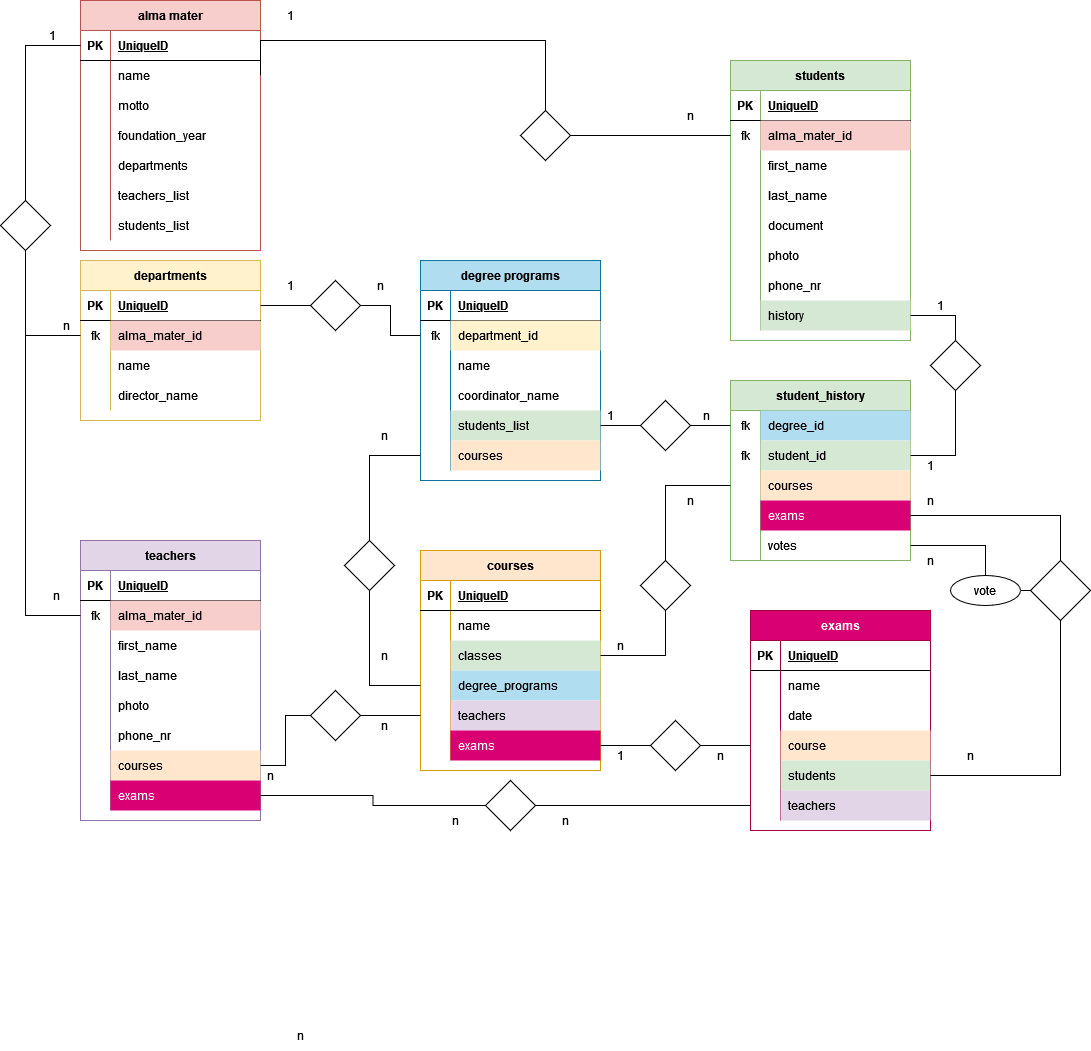 alma mater
1
1
PK UniqueID
name
motto
foundation_year
departments
teachers_list
students_list
students
PK UniqueID
n
fk alma_mater_id
first_name
last_name
document
photo
phone_nr
history
1
departments
1
n
PK UniqueID
n
fk alma_mater_id
name
director_name
degree programs
PK UniqueID
fk department_id
name
coordinator_name
students_list
courses
1
n
n
student_history
fk degree_id
fk student_id
1
courses
n
n
exams
votes
n
vote
teachers
PK UniqueID
n
fk alma_mater_id
first_name
last_name
photo
phone_nr
courses
n
exams
courses
PK UniqueID
name
classes
n
n
degree_programs
teachers
n
exams
1
n
exams
PK UniqueID
name
date
course
n
students
teachers
n
n
n